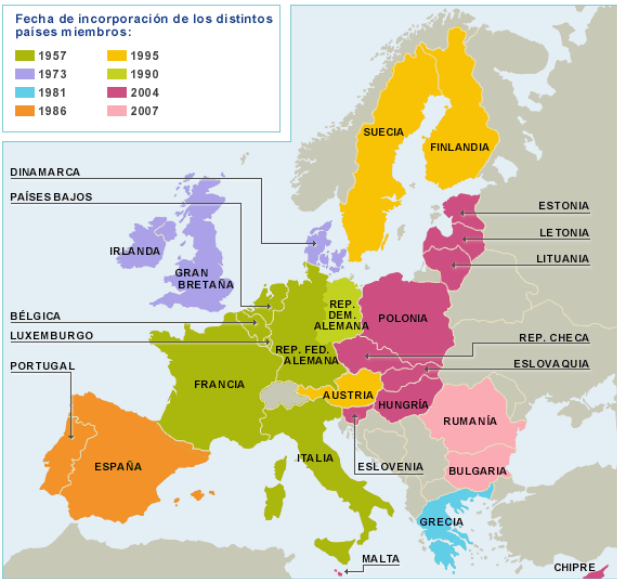 Fecha de incorporación de los distintos
países miembros:
1957
1995
1973
1990
1981
2004
1986
2007
SUECIA
FINLANDIA
DINAMARCA
PAÍSES BAJOS
ESTONIA
LETONIA
LITUANIA
IRLANDA
GRAN
BRETAÑA
BÉLGICA
LUXEMBURGO
PORTUGAL
REP.
DEM.
ALEMANA
POLONIA
REP. FED.
ALEMANA
REP. CHECA
ESLOVAQUIA
FRANCIA
AUSTRIA
HUNGRÍA
RUMANÍA
ITALIA
ESLOVENIA
ESPAÑA
BULGARIA
GRECIA
MALTA
CHIPRE